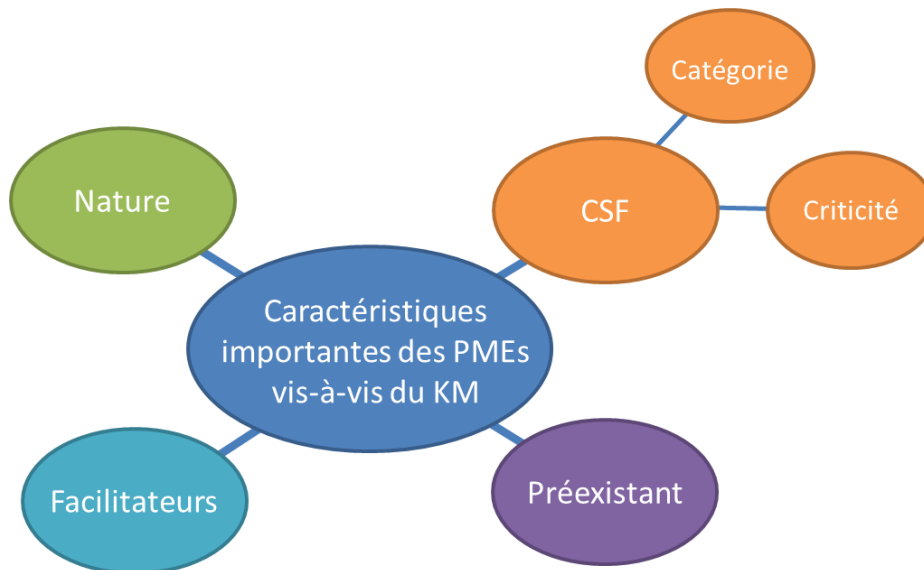 Catégorie
Nature
CSF
Criticité
Caractéristiques
importantes des PMEs
vis-à-vis du KM
Facilitateurs
Préexistant